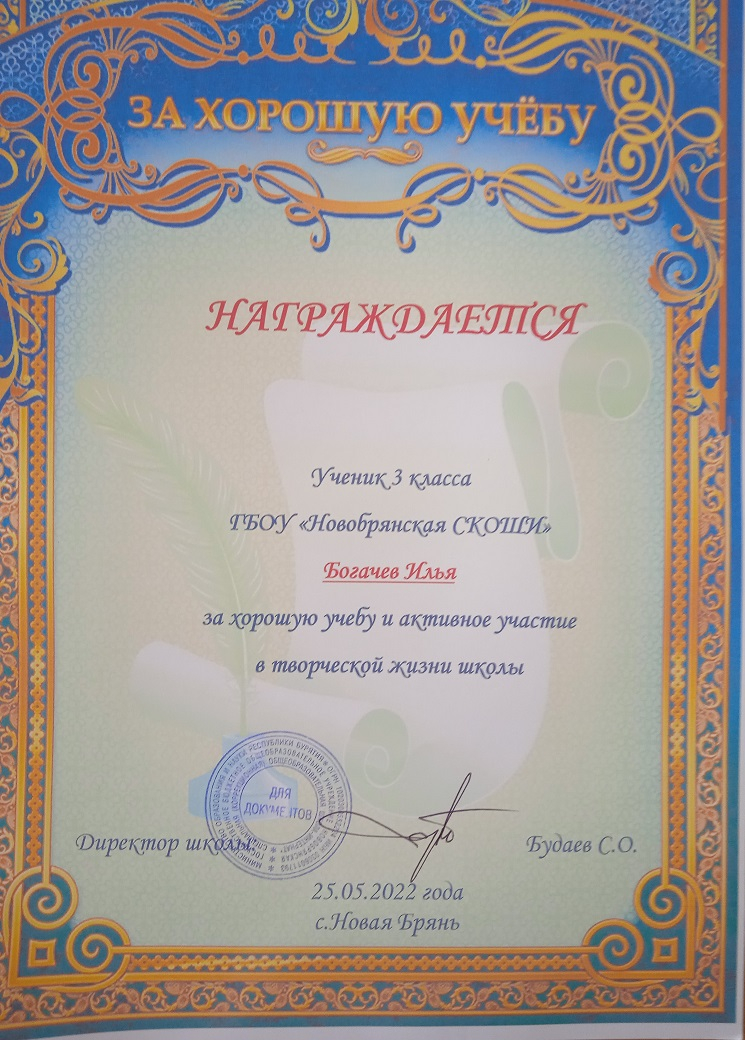 ЗА ХОРОШУЮ УЧЁБУ
НАГРАЖДАЕТСЯ
Ученик 3 класса
ГБОУ «Новобрянская СКОШИ»
Богачев Илья
за хорошую учебу и активное участие
в творческой жизни школы
ДЛЯ
ДОКУМЕНТОВ
Директор школы:
Будаев С.О.
25.05.2022 года
с.Новая Брянь